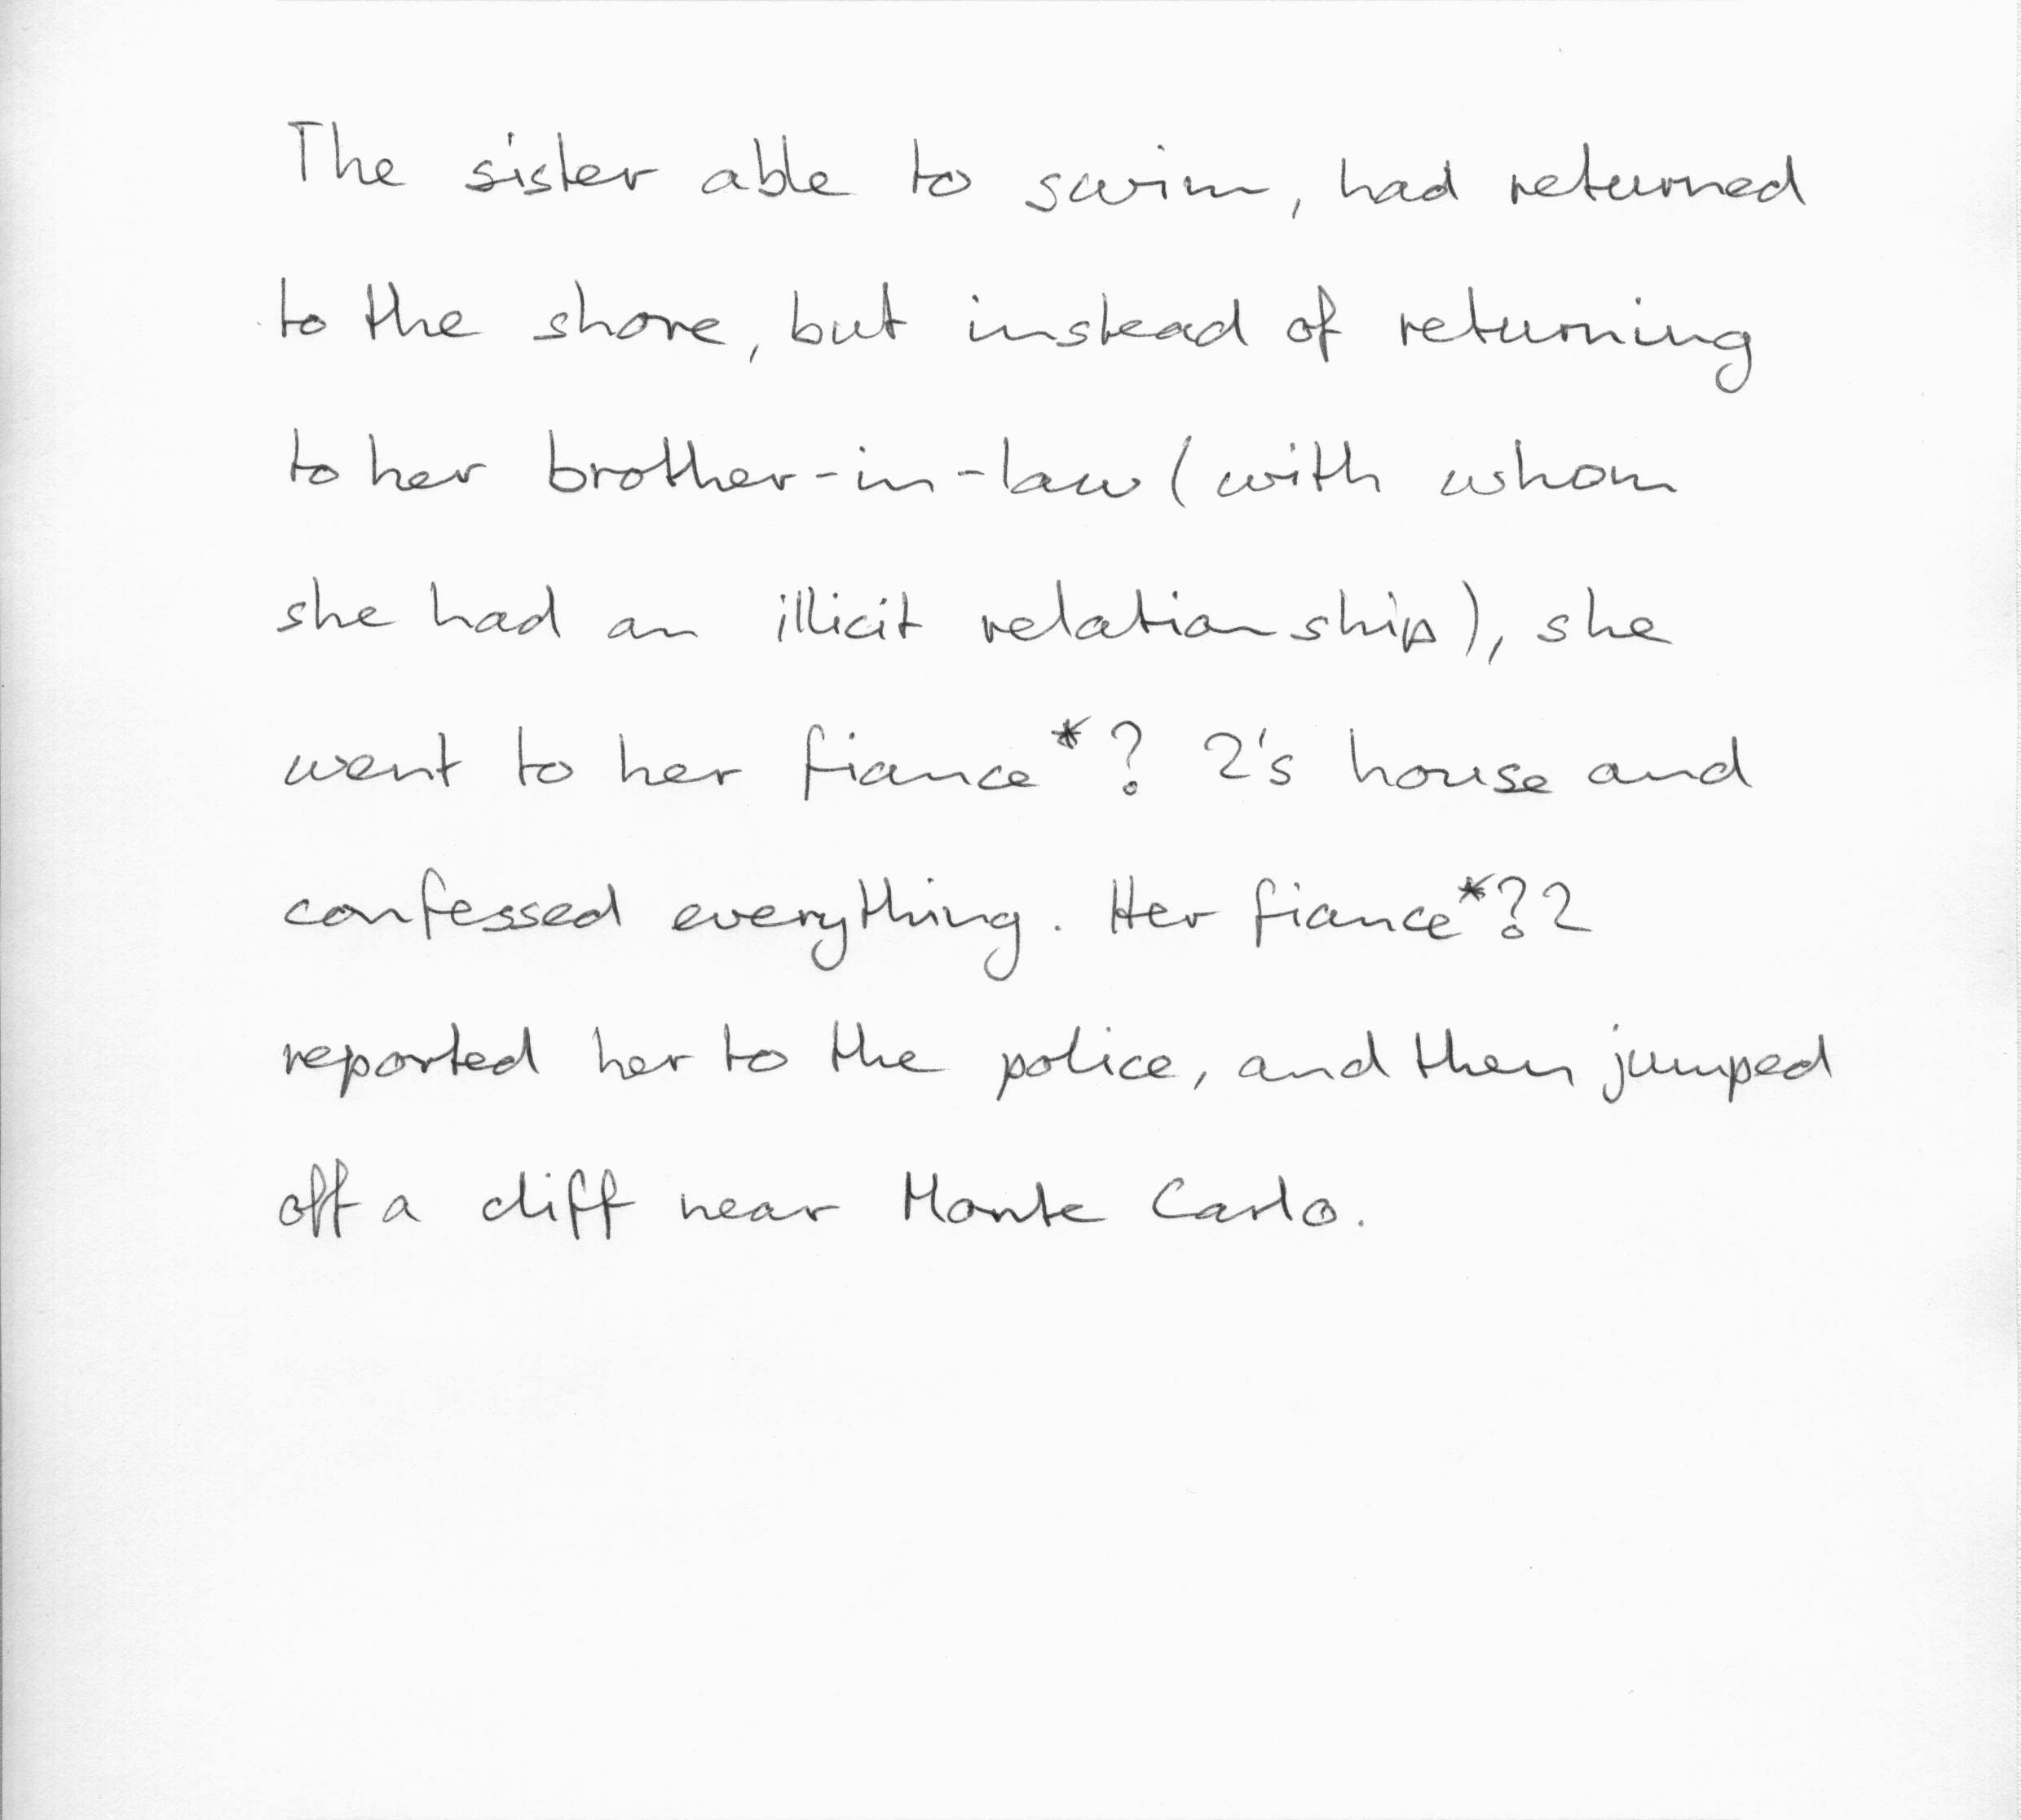 The sister able to swim, had returned
to the shore, but instead of returning
to her brother-in-law (with whom
she had an illicit relationship), she
went to her fiance*? 2's house and
confessed everything. Her fiance*?2
reported her to the police, and then jumped
off a cliff near Monte Carlo.